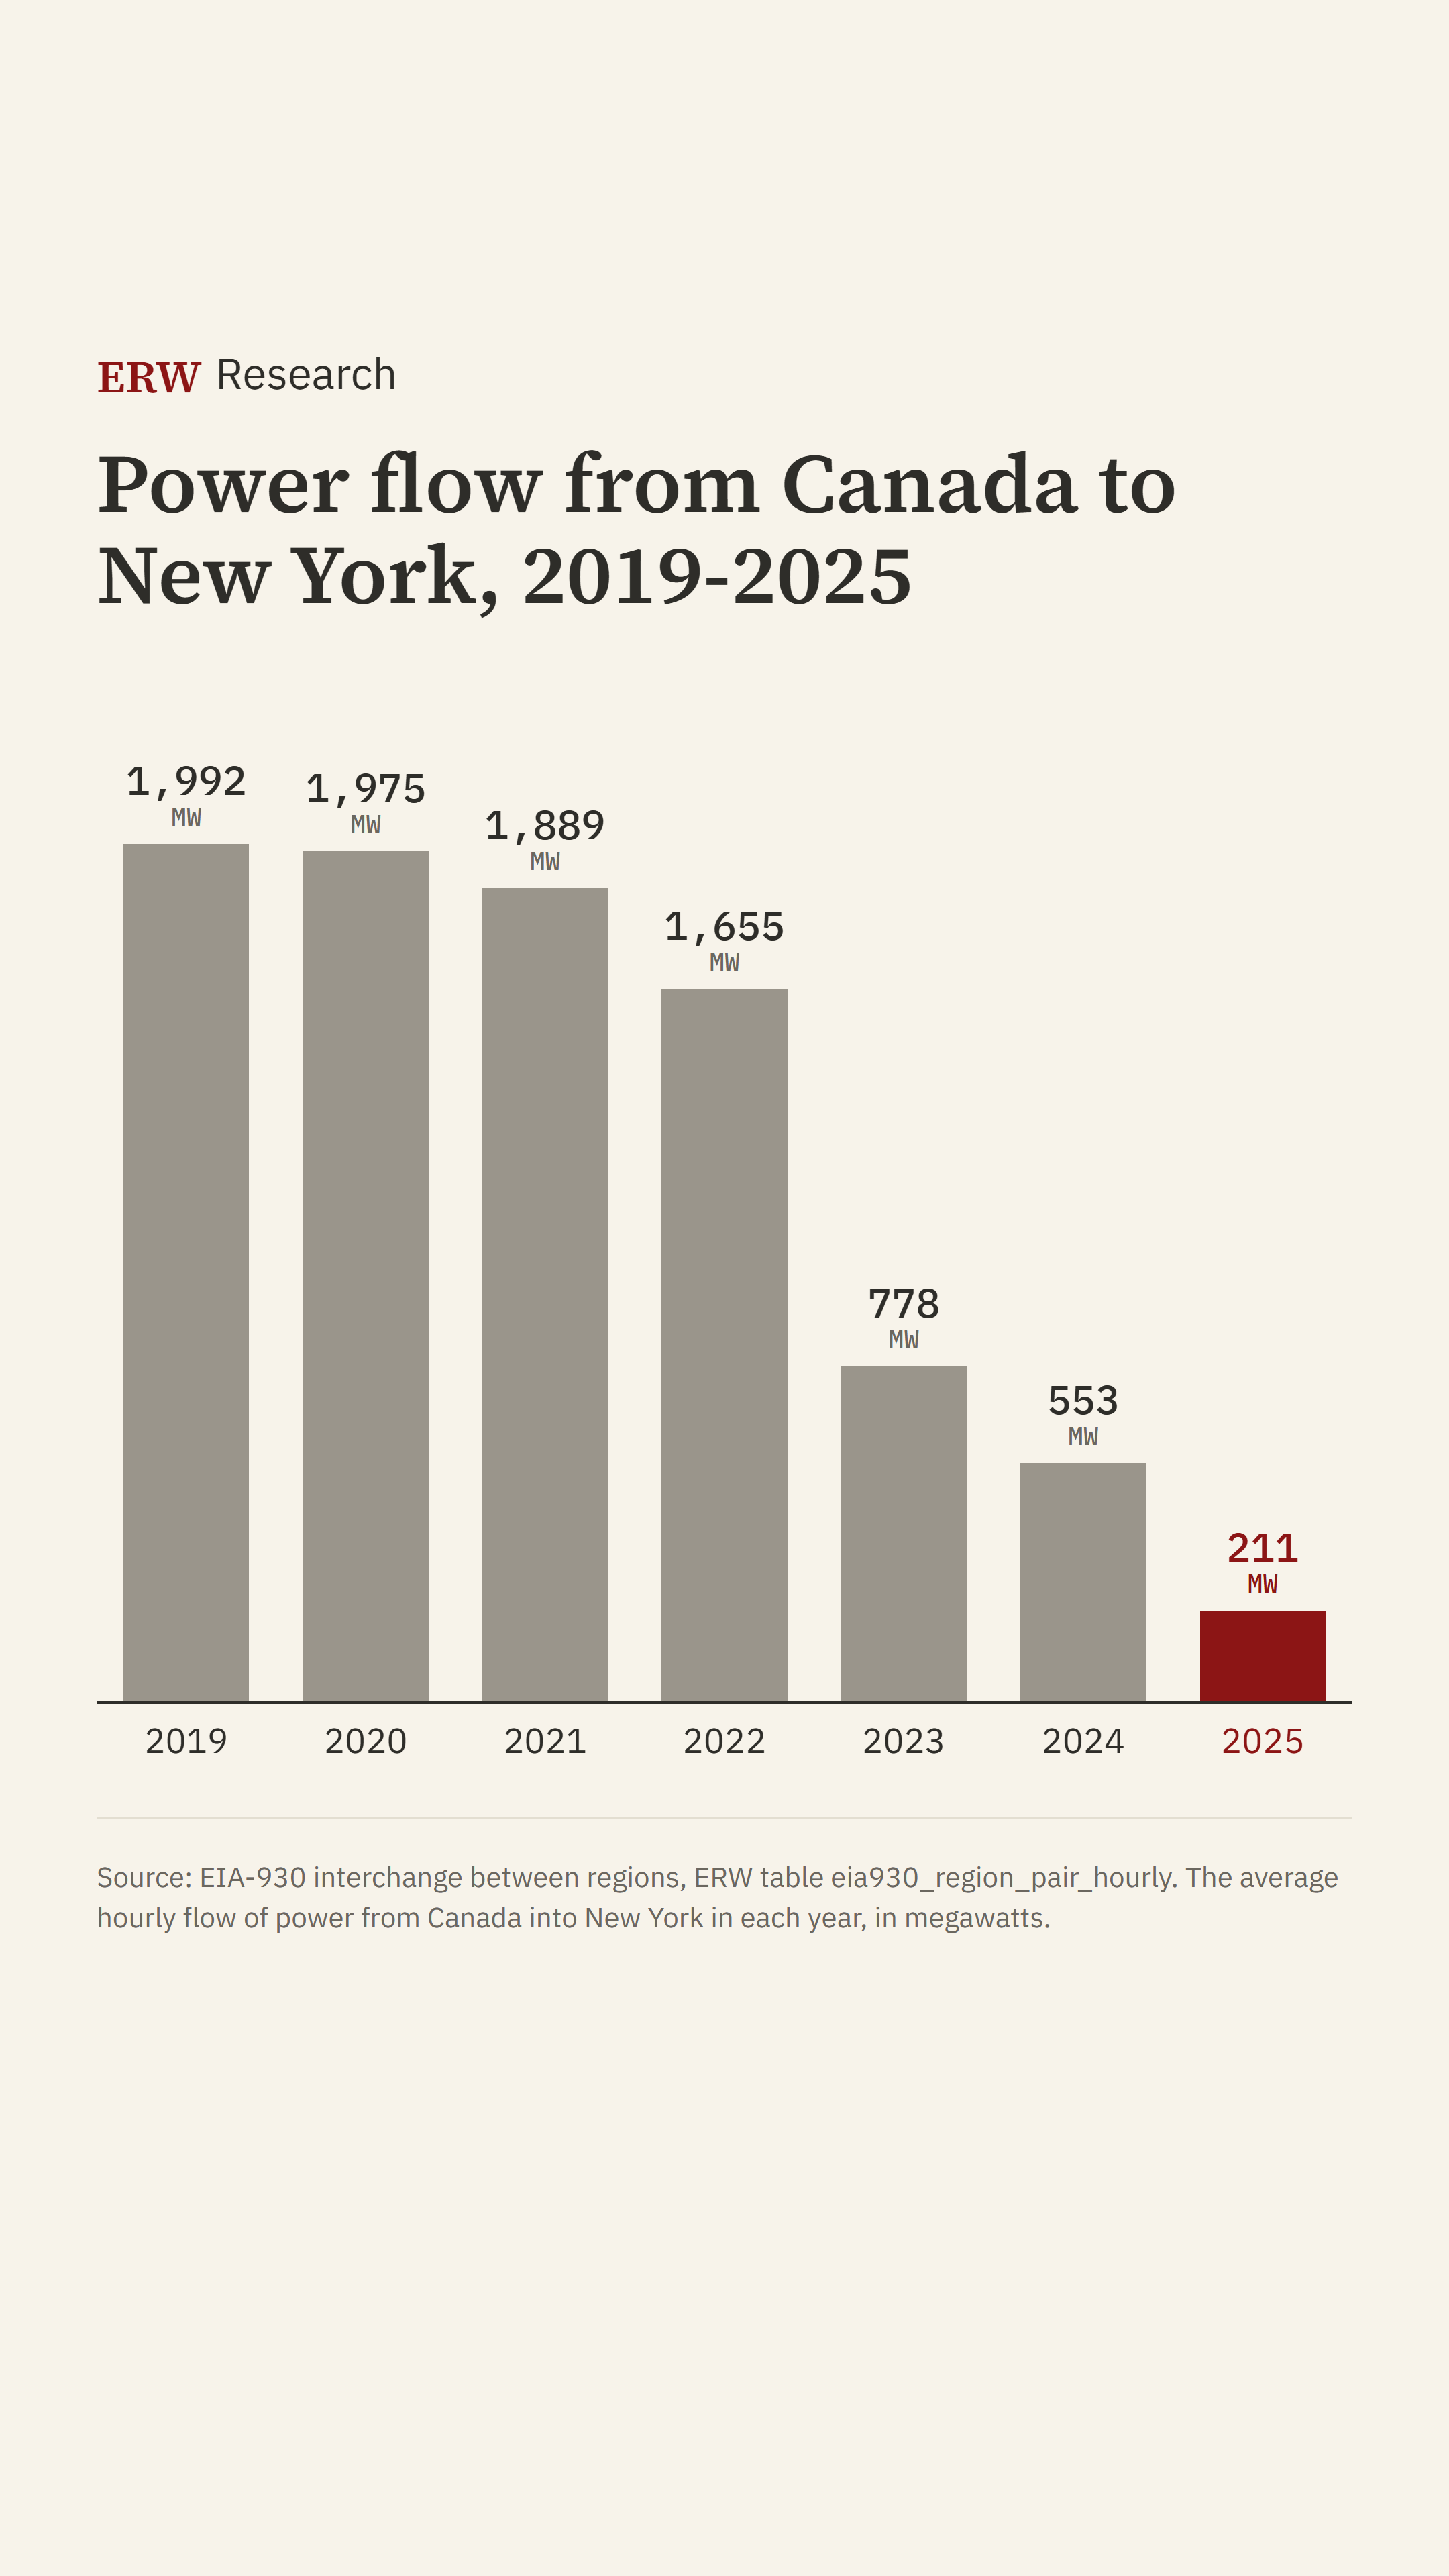 ERW Research
Power flow from Canada to
New York, 2019-2025
1,992
MW
1,975
MW
1,889
MW
1,655
MW
778
MW
553
MW
211
MW
2019 2020 2021 2022 2023 2024 2025
Source: EIA-930 interchange between regions, ERW table eia930_region_pair_hourly. The average
hourly flow of power from Canada into New York in each year, in megawatts.